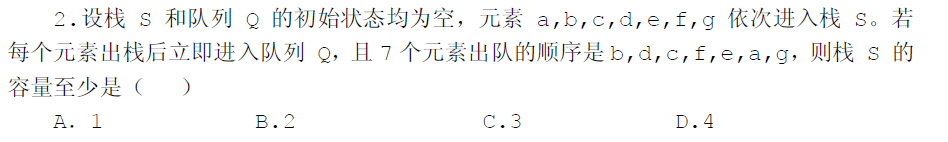 2.设栈 S 和队列 Q 的初始状态均为空，元素 a,b,c,d,e,f,g 依次进入栈 S。若
每个元素出栈后立即进入队列 Q，且 7 个元素出队的顺序是 b,d,c,f,e,a,g，则栈 S 的
容量至少是（ ）
A. 1 B.2 C.3 D.4